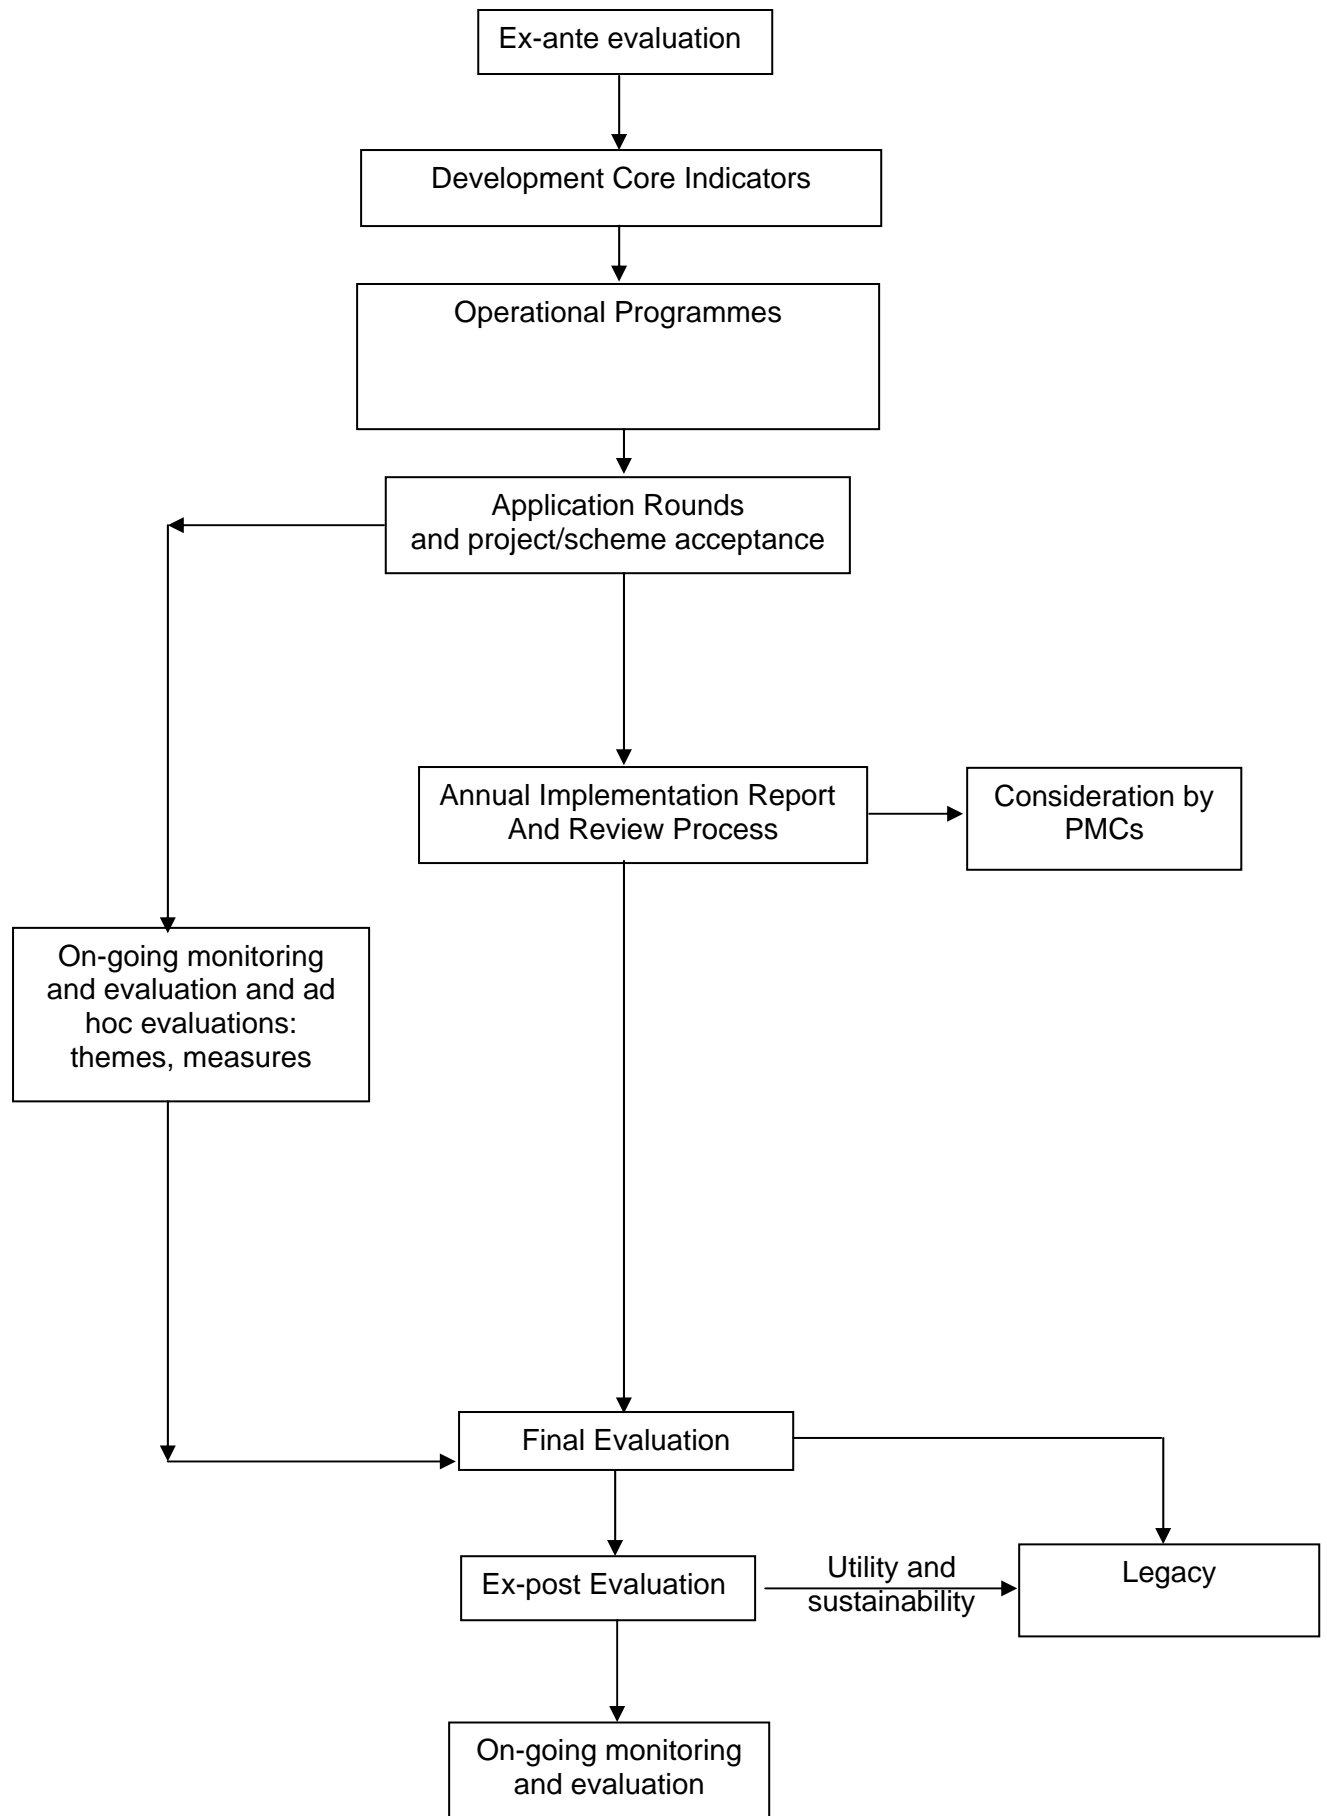 Ex-ante evaluation
Development Core Indicators
Operational Programmes
Application Rounds
and project/scheme acceptance
Annual Implementation Report
And Review Process
Consideration by
PMCs
On-going monitoring
and evaluation and ad
hoc evaluations:
themes, measures
Final Evaluation
Ex-post Evaluation
Utility and
sustainability
Legacy
On-going monitoring
and evaluation